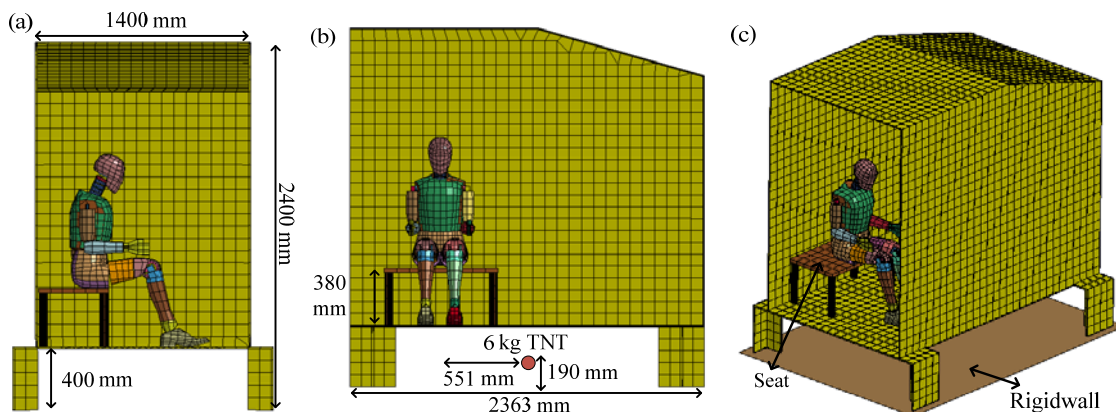 (a)
1400 mm
2400 mm
400 mm
(b)
380
mm
6 kg TNT
551 mm
190 mm
2363 mm
(c)
Seat
Rigidwall